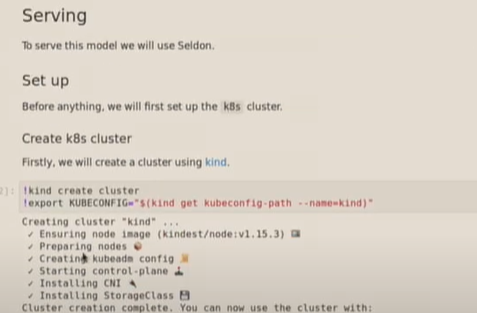 Serving
To serve this model we will use Seldon.
Set up
Before anything, we will first set up the k8s cluster.
Create k8s cluster
Firstly, we will create a cluster using kind.
2]: !kind create cluster
!export KUBECONFIG="$(kind get kubeconfig-path --name=kind)"
Creating cluster "kind" ...
✓ Ensuring node image (kindest/node:v1.15.3) 🖼
✓ Preparing nodes 📦
✓ Creating kubeadm config 📜
✓ Starting control-plane 🕹️
✓ Installing CNI 🔌
✓ Installing StorageClass 💾
Cluster creation complete. You can now use the cluster with: